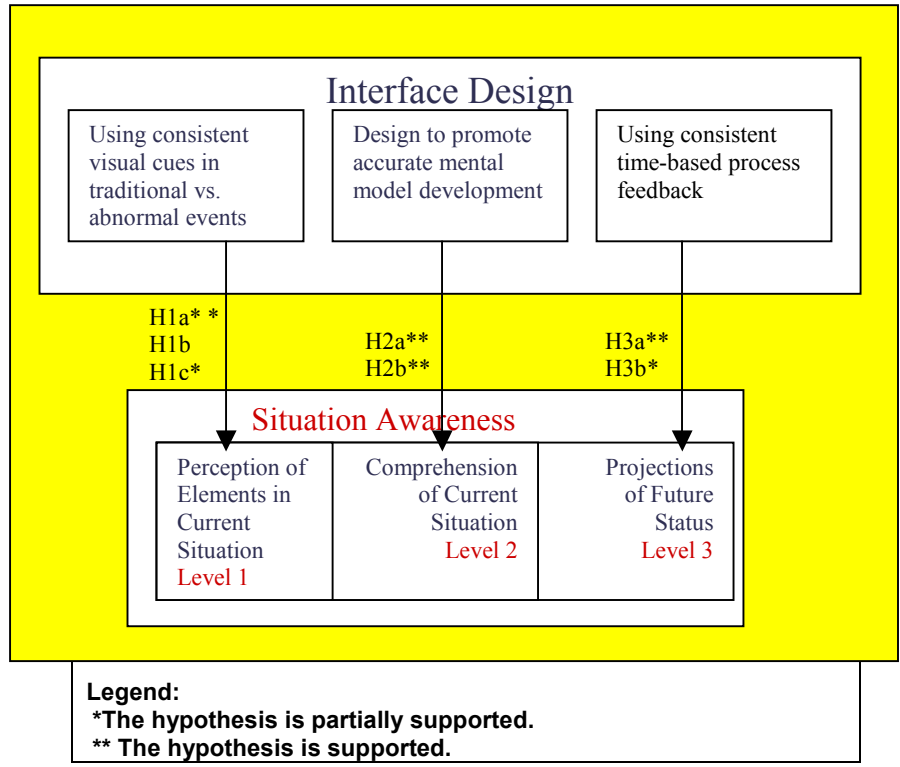 Interface Design
Using consistent
visual cues in
traditional vs.
abnormal events
Design to promote
accurate mental
model development
Using consistent
time-based process
feedback
H1a* *
H1b
H1c*
H2a**
H2b**
H3a**
H3b*
Situation Awareness
Perception of
Elements in
Current
Situation
Level 1
Comprehension
of Current
Situation
Level 2
Projections
of Future
Status
Level 3
Legend:
*The hypothesis is partially supported.
** The hypothesis is supported.